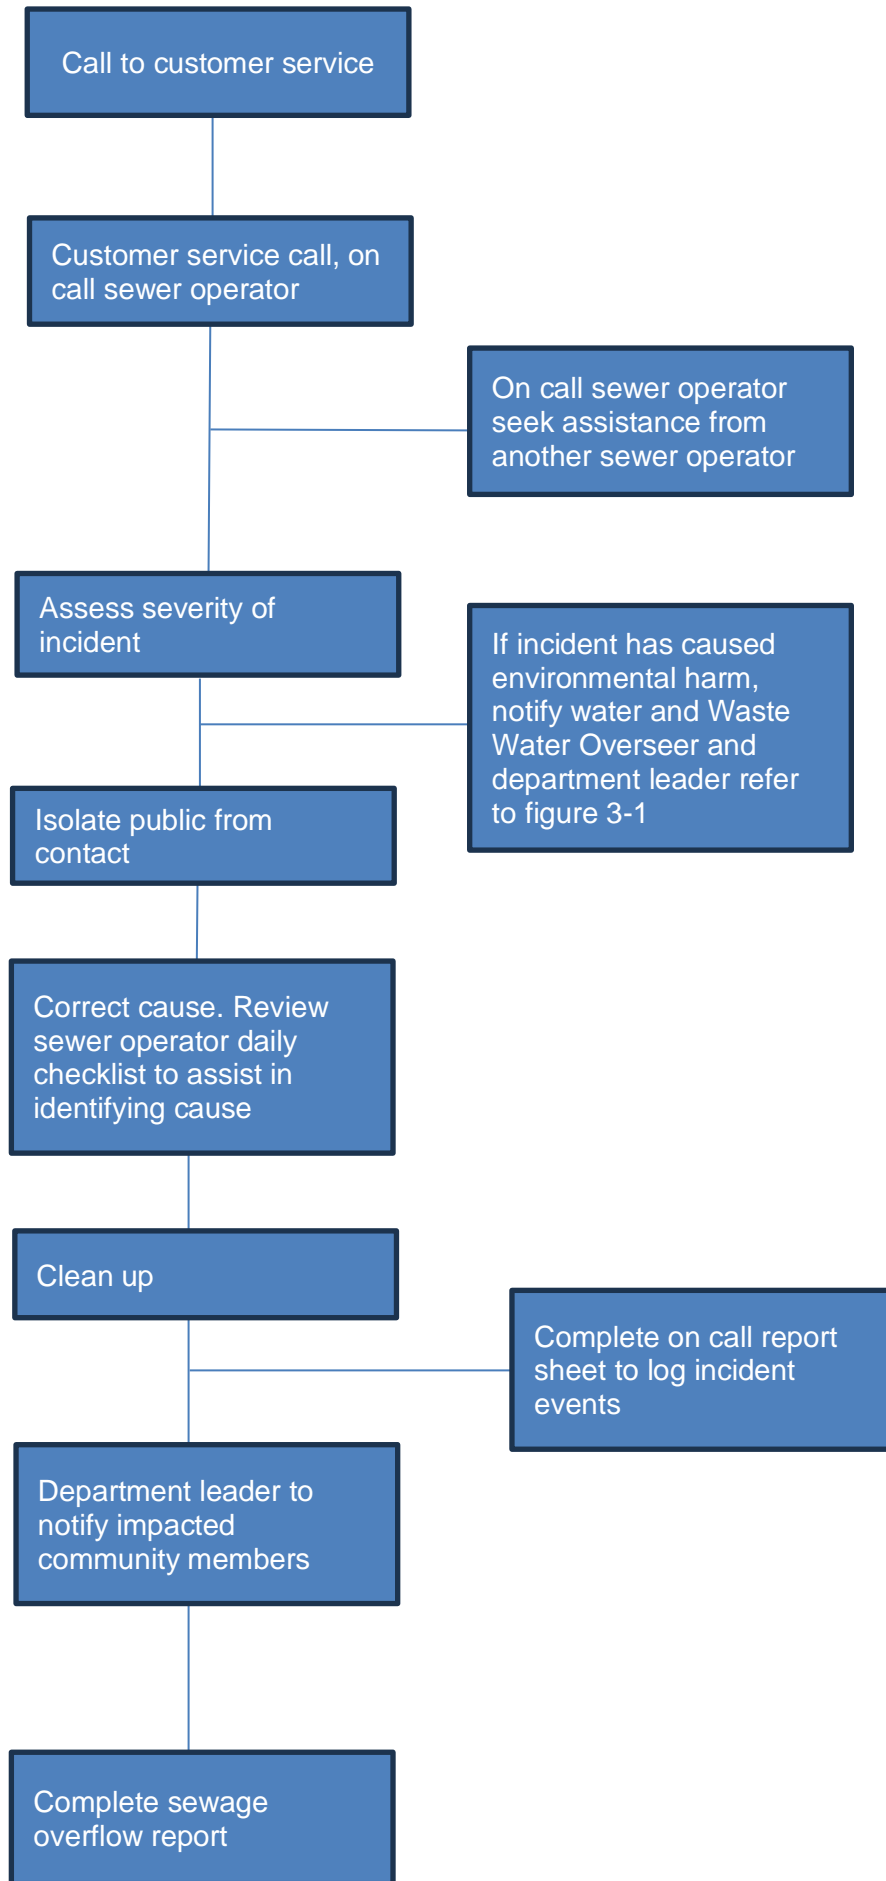 Call to customer service
Customer service call, on
call sewer operator
On call sewer operator
seek assistance from
another sewer operator
Assess severity of
incident
If incident has caused
environmental harm,
notify water and Waste
Water Overseer and
department leader refer
to figure 3-1
Isolate public from
contact
Correct cause. Review
sewer operator daily
checklist to assist in
identifying cause
Clean up
Complete on call report
sheet to log incident
events
Department leader to
notify impacted
community members
Complete sewage
overflow report